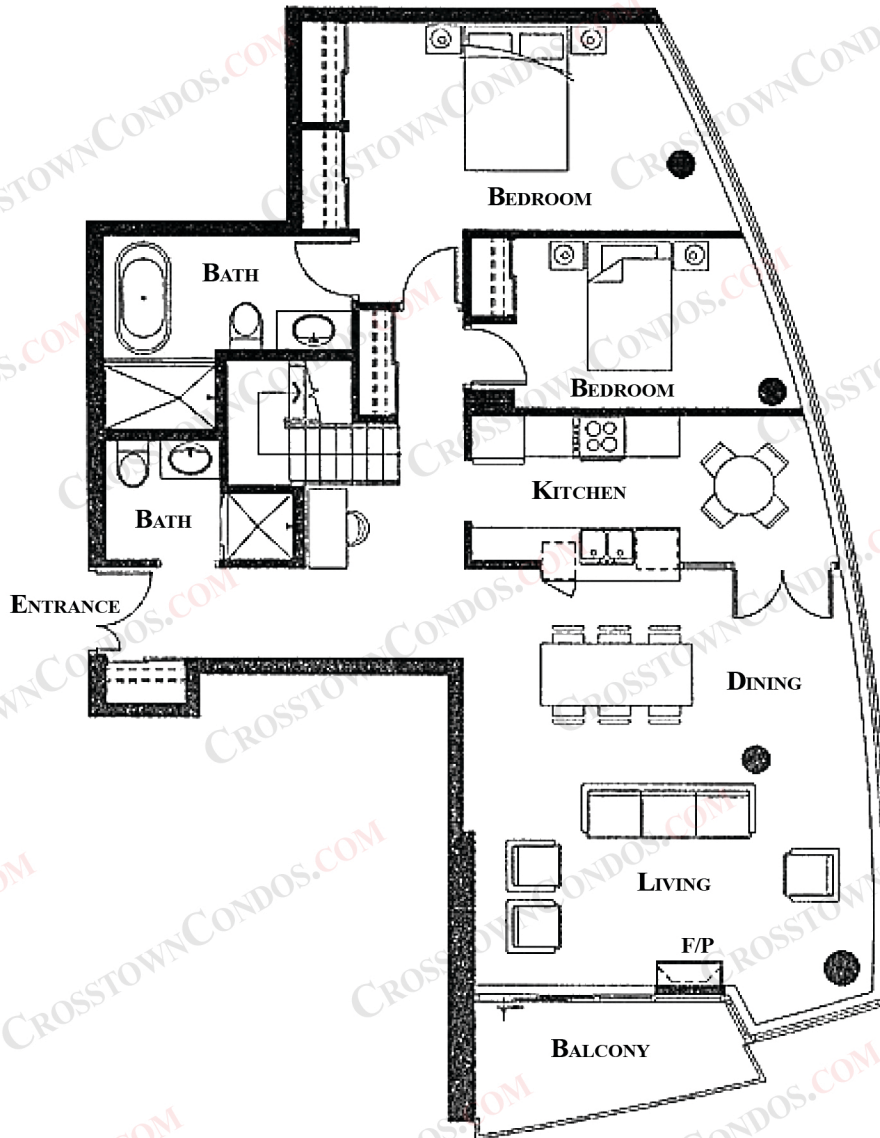 BEDROOM
BATH
BEDROOM
KITCHEN
BATH
ENTRANCE
DINING
LIVING
F/P
BALCONY
CROSSTOWNCONDOS.COM